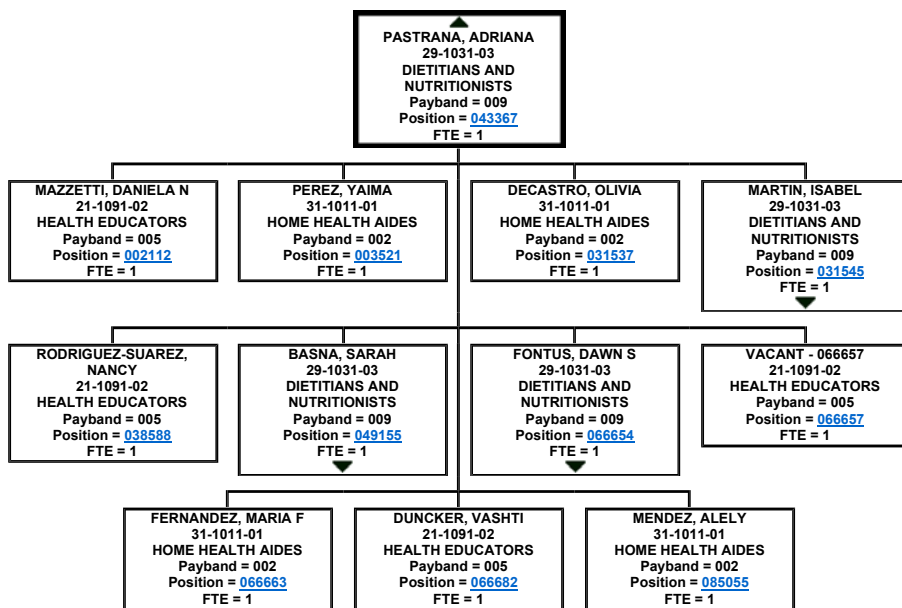 PASTRANA, ADRIANA
29-1031-03
DIETITIANS AND
NUTRITIONISTS
Payband = 009
Position = 043367
FTE = 1
MAZZETTI, DANIELA N
21-1091-02
HEALTH EDUCATORS
Payband = 005
Position = 002112
FTE = 1
PEREZ, YAIMA
31-1011-01
HOME HEALTH AIDES
Payband = 002
Position = 003521
FTE = 1
DECASTRO, OLIVIA
31-1011-01
HOME HEALTH AIDES
Payband = 002
Position = 031537
FTE = 1
MARTIN, ISABEL
29-1031-03
DIETITIANS AND
NUTRITIONISTS
Payband = 009
Position = 031545
FTE = 1
RODRIGUEZ-SUAREZ,
NANCY
21-1091-02
HEALTH EDUCATORS
Payband = 005
Position = 038588
FTE = 1
BASNA, SARAH
29-1031-03
DIETITIANS AND
NUTRITIONISTS
Payband = 009
Position = 049155
FTE = 1
FONTUS, DAWN S
29-1031-03
DIETITIANS AND
NUTRITIONISTS
Payband = 009
Position = 066654
FTE = 1
VACANT - 066657
21-1091-02
HEALTH EDUCATORS
Payband = 005
Position = 066657
FTE = 1
FERNANDEZ, MARIA F
31-1011-01
HOME HEALTH AIDES
Payband = 002
Position = 066663
FTE = 1
DUNCKER, VASHTI
21-1091-02
HEALTH EDUCATORS
Payband = 005
Position = 066682
FTE = 1
MENDEZ, ALELY
31-1011-01
HOME HEALTH AIDES
Payband = 002
Position = 085055
FTE = 1